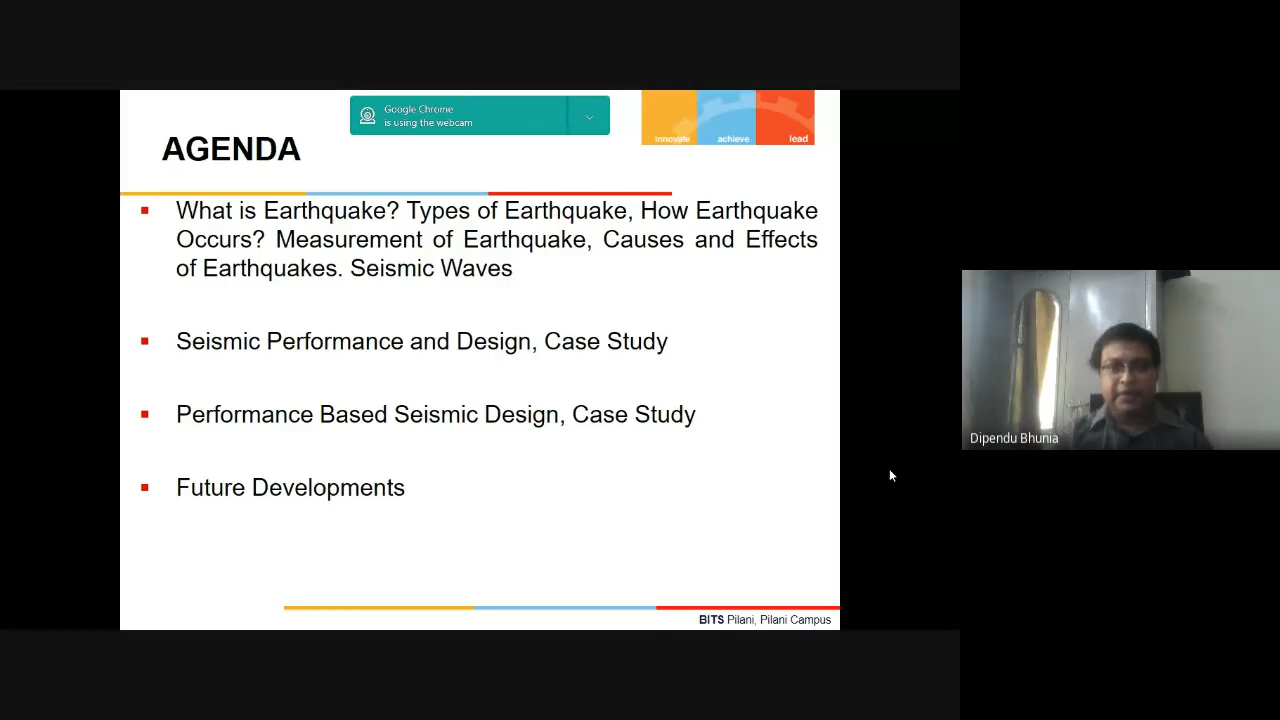 Google Chrome
is using the webcam
innovate achieve lead
AGENDA
What is Earthquake? Types of Earthquake, How Earthquake
Occurs? Measurement of Earthquake, Causes and Effects
of Earthquakes. Seismic Waves
Seismic Performance and Design, Case Study
Performance Based Seismic Design, Case Study
Future Developments
Dipendu Bhunia
BITS Pilani, Pilani Campus